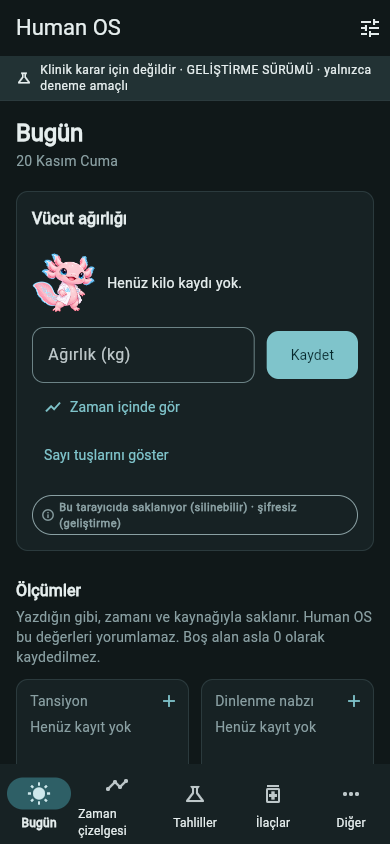 Human OS
Klinik karar için değildir · GELİŞTİRME SÜRÜMÜ · yalnızca
deneme amaçlı
Bugün
20 Kasım Cuma
Vücut ağırlığı
Henüz kilo kaydı yok.
Ağırlık (kg)
Kaydet
Zaman içinde gör
Sayı tuşlarını göster
Bu tarayıcıda saklanıyor (silinebilir) · şifresiz
(geliştirme)
Ölçümler
Yazdığın gibi, zamanı ve kaynağıyla saklanır. Human OS
bu değerleri yorumlamaz. Boş alan asla 0 olarak
kaydedilmez.
Tansiyon
Henüz kayıt yok
Dinlenme nabzı
Henüz kayıt yok
Bugün
Zaman
çizelgesi
Tahliller
İlaçlar
Diğer